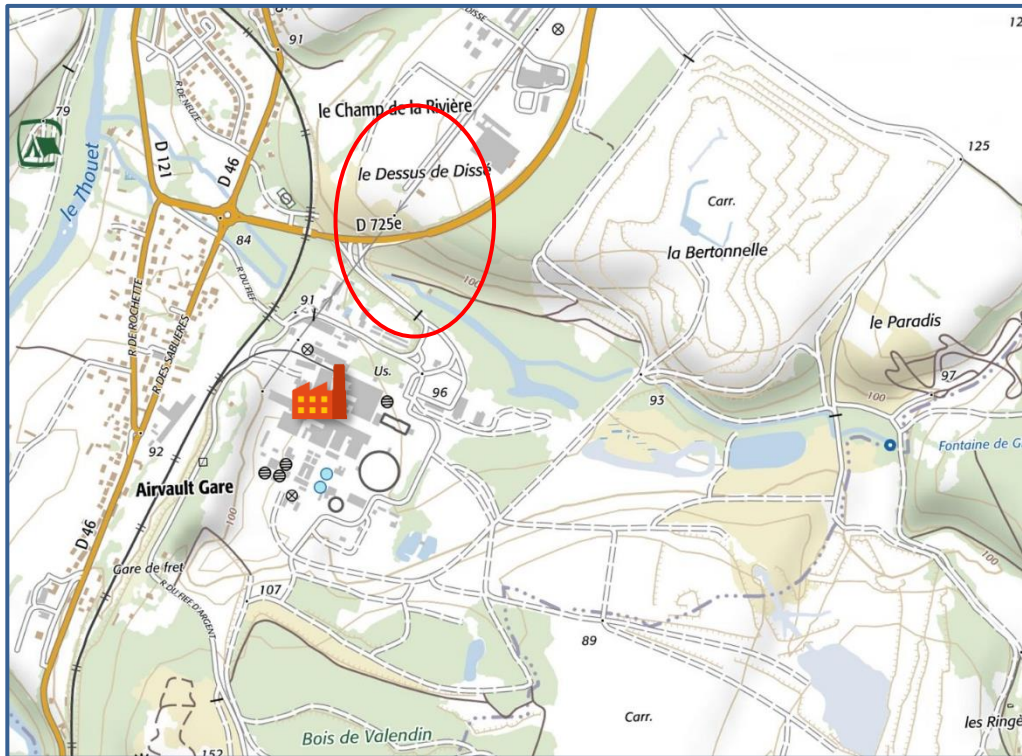 91
DISSE
12
R DE NEUZE
79
le Champ de la Rivière
D 121
D 46
le Thouet
le Dessus de Dissé
125
Carr.
D 725e
84
la Bertonnelle
R DU FIEF
100
91
le Paradis
R DE ROCHETTE
R DES SABLIÈRES
Us.
96
93
97
100
92
Fontaine de G
Airvault Gare
100
D 46
Gare de fret
100
R DU FIEF D'ARGENT
107
89
Carr.
les Ringè
Bois de Valendin
152